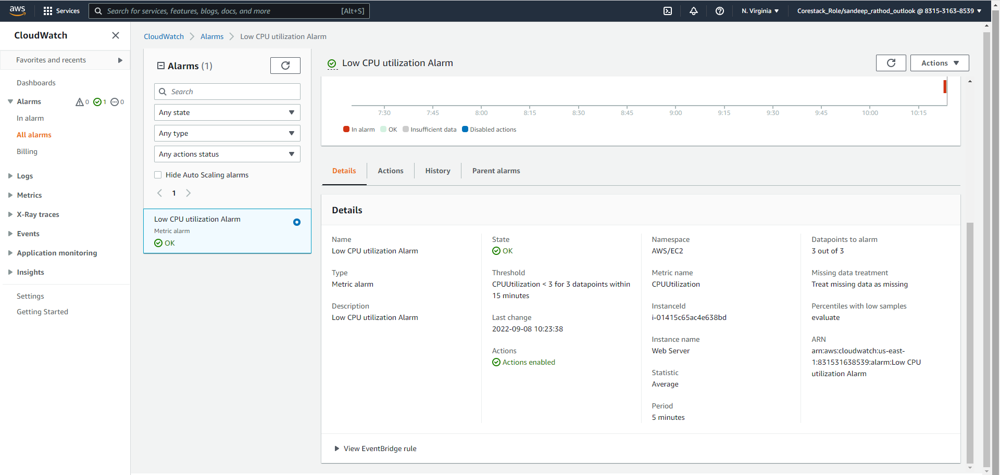 aws
Services
Search for services, features, blogs, docs, and more
[Alt+S]
N. Virginia
Corestack_Role/sandeep_rathod_outlook @ 8315-3163-8539
CloudWatch
Favorites and recents
Dashboards
Alarms
0
1
0
In alarm
All alarms
Billing
Logs
Metrics
X-Ray traces
Events
Application monitoring
Insights
Settings
Getting Started
CloudWatch
Alarms
Low CPU utilization Alarm
Alarms (1)
Search
Any state
Any type
Any actions status
Hide Auto Scaling alarms
1
Low CPU utilization Alarm
Metric alarm
OK
Low CPU utilization Alarm
Actions
7:30 7:45 8:00 8:15 8:30 8:45 9:00 9:15 9:30 9:45 10:00 10:15
In alarm OK Insufficient data Disabled actions
Details
Actions
History
Parent alarms
Details
Name
Low CPU utilization Alarm
Type
Metric alarm
Description
Low CPU utilization Alarm
State
OK
Threshold
CPUUtilization < 3 for 3 datapoints within
15 minutes
Last change
2022-09-08 10:23:38
Actions
Actions enabled
Namespace
AWS/EC2
Metric name
CPUUtilization
InstanceId
i-01415c65ac4e638bd
Instance name
Web Server
Statistic
Average
Period
5 minutes
Datapoints to alarm
3 out of 3
Missing data treatment
Treat missing data as missing
Percentiles with low samples
evaluate
ARN
arn:aws:cloudwatch:us-east-
1:831531638539:alarm:Low CPU
utilization Alarm
View EventBridge rule